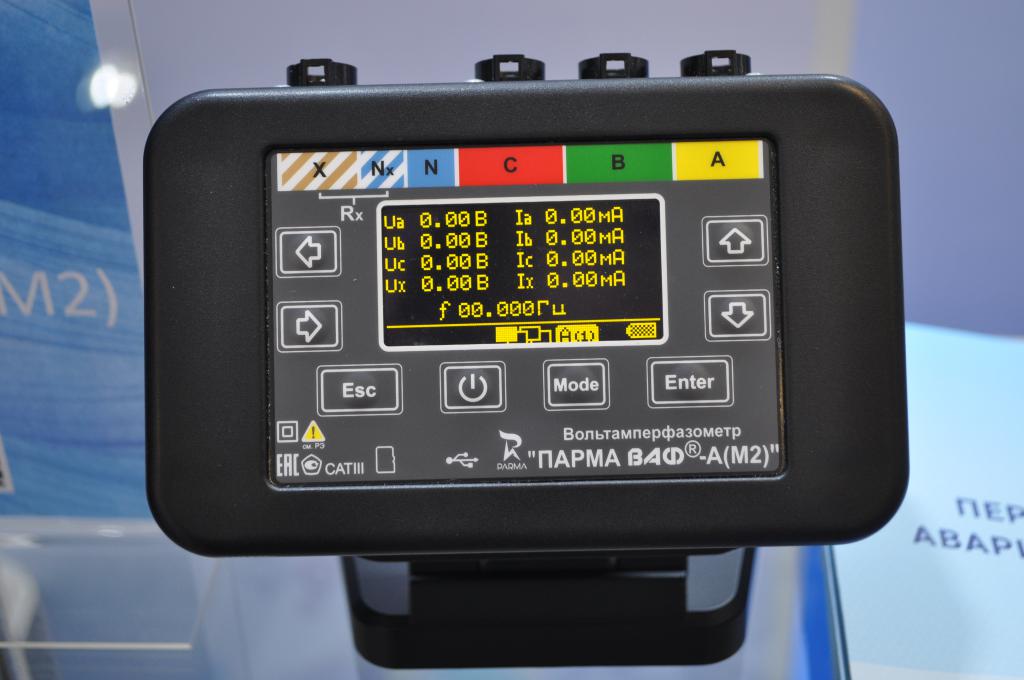 M2)
X Nx N C B A
Rx
Ua 0.00В Ia 0.00мА
Ub 0.00В Ib 0.00мА
Uc 0.00В Ic 0.00мА
Ux 0.00В Ix 0.00мА
f 00.000Гц
A(1)
Esc
Mode
Enter
см. РЭ
EAC
CATIII
PARMA
Вольтамперфазометр
"ПАРМА ВАФ®-А(М2)"
ПЕР
АВАРИ